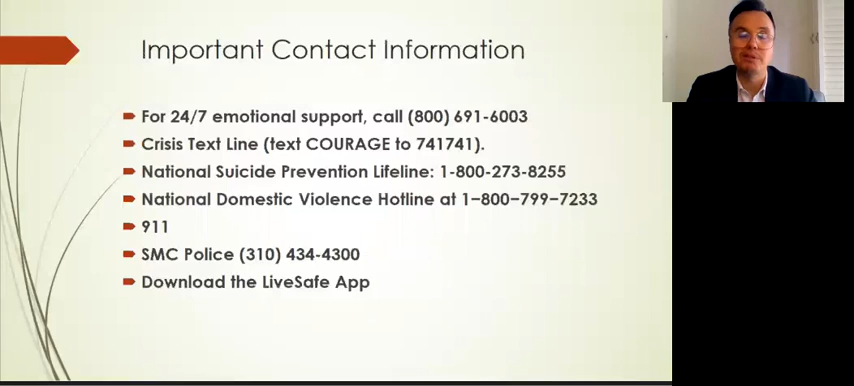 Important Contact Information
For 24/7 emotional support, call (800) 691-6003
Crisis Text Line (text COURAGE to 741741).
National Suicide Prevention Lifeline: 1-800-273-8255
National Domestic Violence Hotline at 1−800−799−7233
911
SMC Police (310) 434-4300
Download the LiveSafe App